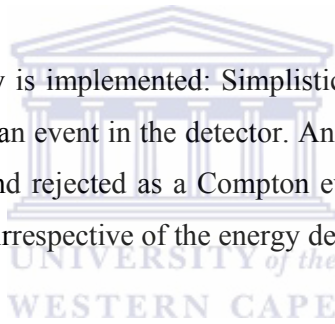 y is implemented: Simplistic
an event in the detector. An
nd rejected as a Compton e
irrespective of the energy de
UNIVERSITY of the
WESTERN CAPE